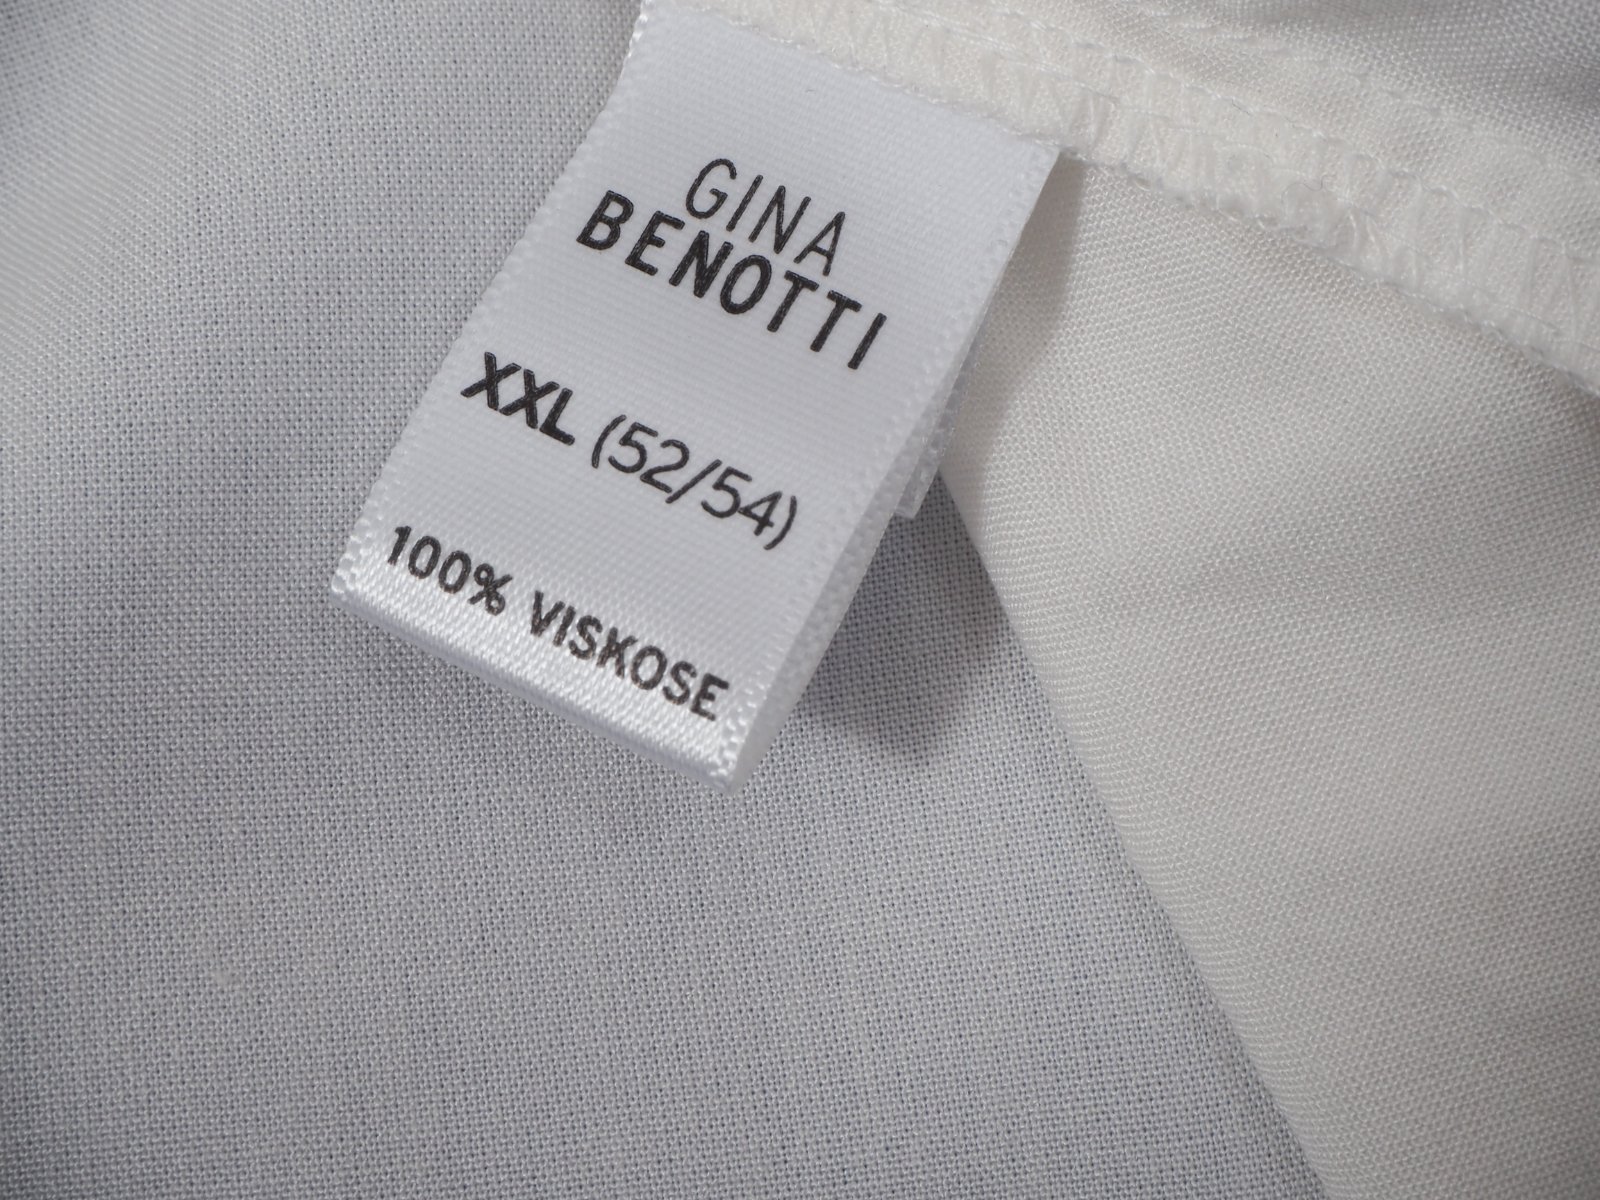 GINA
BENOTTI
XXL (52/54)
100% VISKOSE